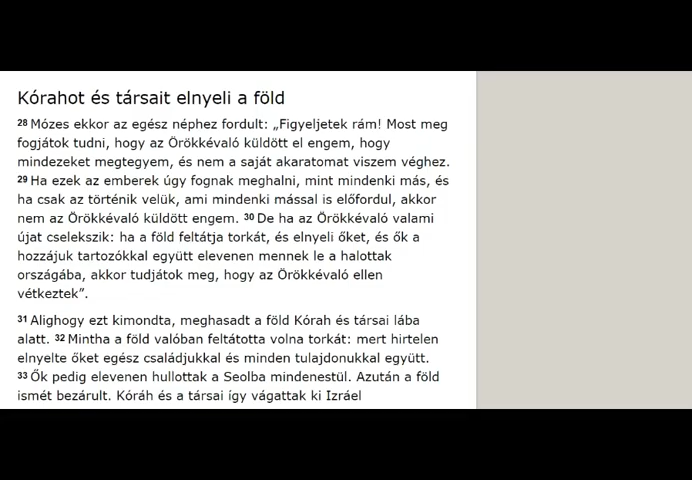 Kórahot és társait elnyeli a föld
28 Mózes ekkor az egész néphez fordult: „Figyeljetek rám! Most meg
fogjátok tudni, hogy az Örökkévaló küldött el engem, hogy
mindezeket megtegyem, és nem a saját akaratomat viszem véghez.
29 Ha ezek az emberek úgy fognak meghalni, mint mindenki más, és
ha csak az történik velük, ami mindenki mással is előfordul, akkor
nem az Örökkévaló küldött engem. 30 De ha az Örökkévaló valami
újat cselekszik: ha a föld feltátja torkát, és elnyeli őket, és ők a
hozzájuk tartozókkal együtt elevenen mennek le a halottak
országába, akkor tudjátok meg, hogy az Örökkévaló ellen
vétkeztek”.
31 Alighogy ezt kimondta, meghasadt a föld Kórah és társai lába
alatt. 32 Mintha a föld valóban feltátotta volna torkát: mert hirtelen
elnyelte őket egész családjukkal és minden tulajdonukkal együtt.
33 Ők pedig elevenen hullottak a Seolba mindenestül. Azután a föld
ismét bezárult. Kóráh és a társai így vágattak ki Izráel